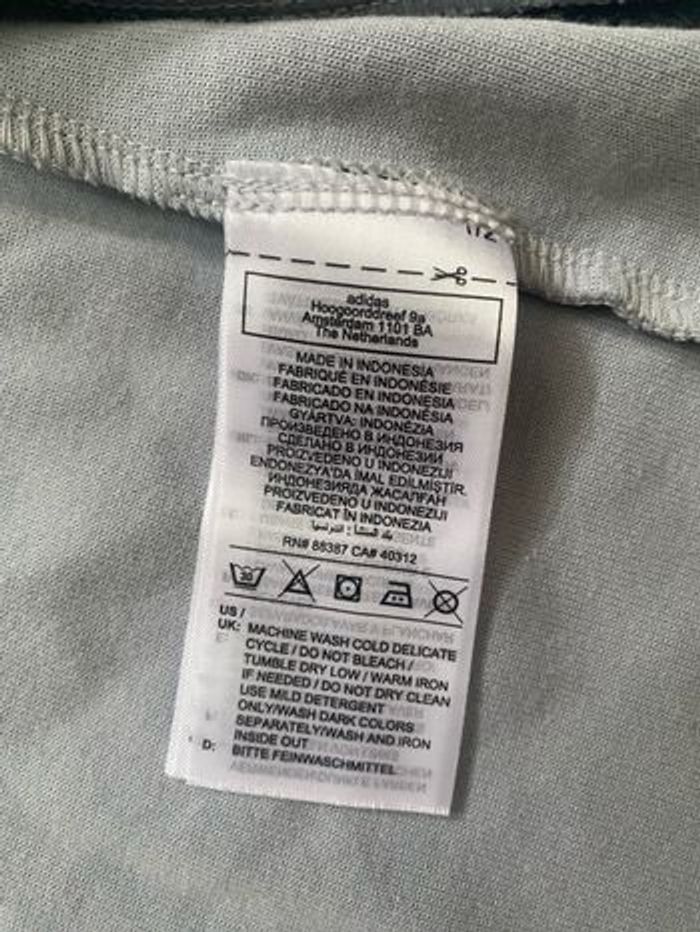 adidas
Hoogoorddreef 9a
Amsterdam 1101 BA
The Netherlands
MADE IN INDONESIA
FABRIQUÉ EN INDONÉSIE
FABRICADO EN INDONESIA
FABRICADO NA INDONÉSIA
GYÁRTVA: INDONÉZIA
ПРОИЗВЕДЕНО В ИНДОНЕЗИЯ
СДЕЛАНО В ИНДОНЕЗИИ
PROIZVEDENO U INDONEZIJI
ENDONEZYA'DA İMAL EDİLMİŞTİR.
ИНДОНЕЗИЯДА ЖАСАЛҒАН
PROIZVEDENO U INDONEZIJI
FABRICAT ÎN INDONEZIA
بلد المنشأ:
RN# 88387 CA# 40312
30
US /
UK: MACHINE WASH COLD DELICATE
CYCLE / DO NOT BLEACH /
TUMBLE DRY LOW / WARM IRON
IF NEEDED / DO NOT DRY CLEAN
USE MILD DETERGENT
ONLY/WASH DARK COLORS
SEPARATELY/WASH AND IRON
INSIDE OUT
D: BITTE FEINWASCHMITTEL